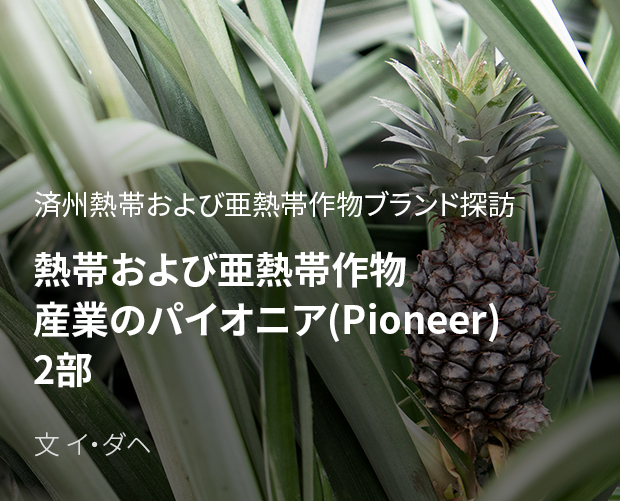 済州熱帯および亜熱帯作物ブランド探訪
熱帯および亜熱帯作物
産業のパイオニア(Pioneer)
2部
文 イ・ダヘ